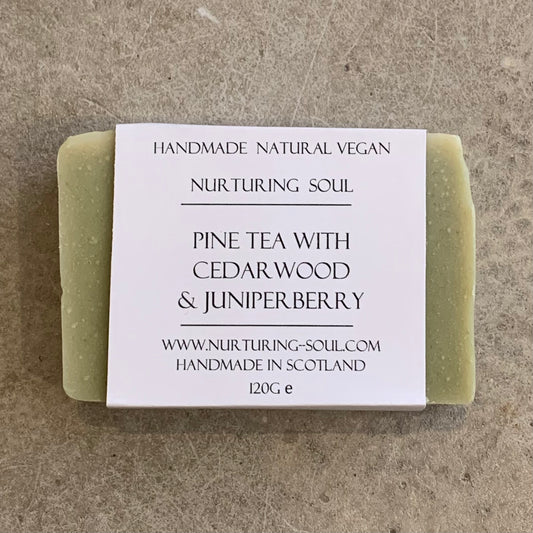 HANDMADE NATURAL VEGAN
NURTURING SOUL
PINE TEA WITH
CEDARWOOD
& JUNIPERBERRY
WWW.NURTURING-SOUL.COM
HANDMADE IN SCOTLAND
120G e